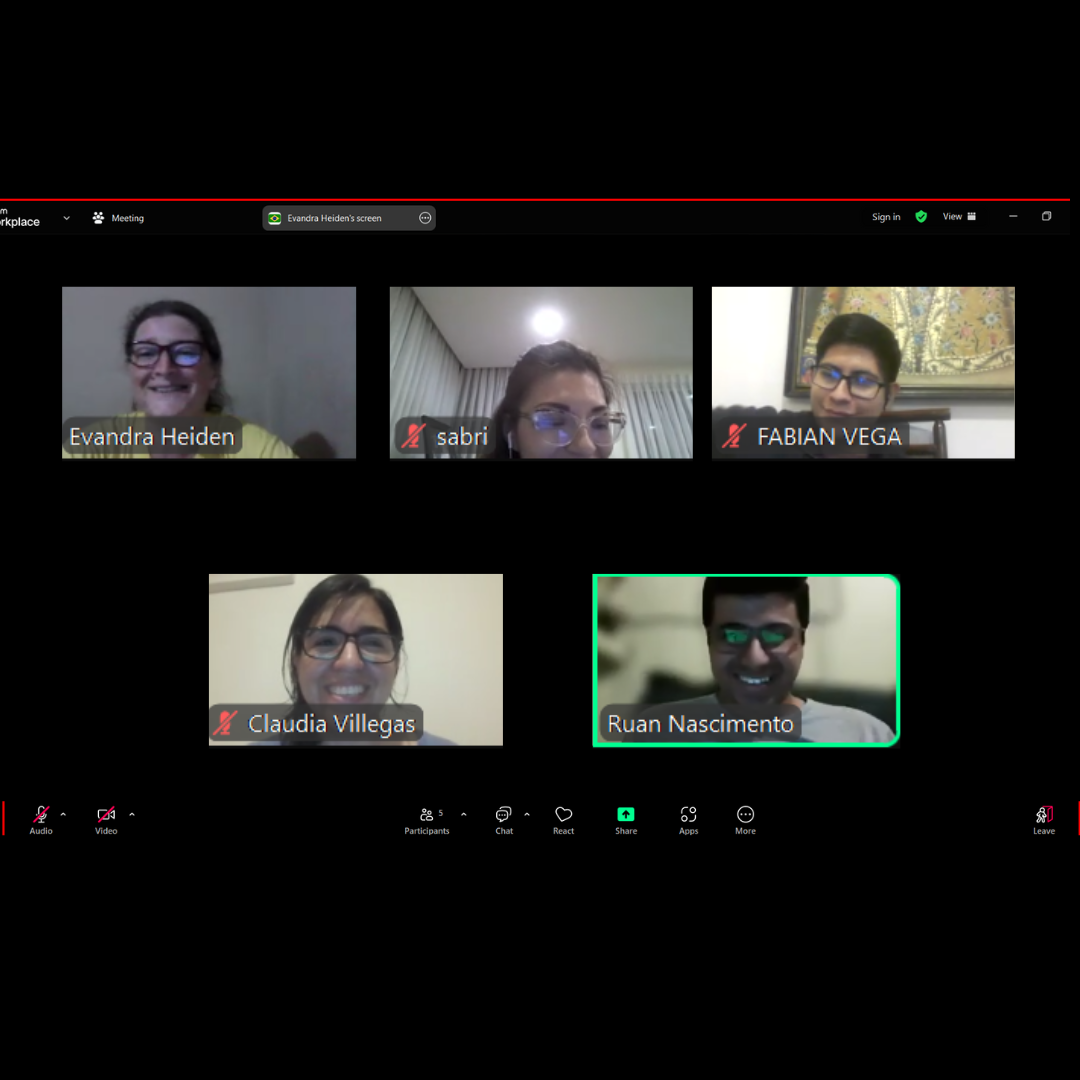 m
rkplace
Meeting
Evandra Heiden's screen
Sign in
View
Evandra Heiden
sabri
FABIAN VEGA
Claudia Villegas
Ruan Nascimento
Audio
Video
5
Participants
Chat
React
Share
Apps
More
Leave